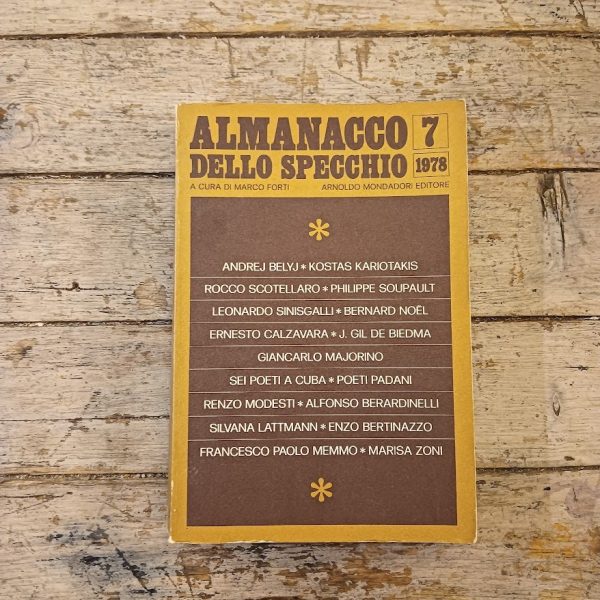 ALMANACCO 7
DELLO SPECCHIO 1978
A CURA DI MARCO FORTI ARNOLDO MONDADORI EDITORE
*
ANDREJ BELYJ * KOSTAS KARIOTAKIS
ROCCO SCOTELLARO * PHILIPPE SOUPAULT
LEONARDO SINISGALLI * BERNARD NOËL
ERNESTO CALZAVARA * J. GIL DE BIEDMA
GIANCARLO MAJORINO
SEI POETI A CUBA * POETI PADANI
RENZO MODESTI * ALFONSO BERARDINELLI
SILVANA LATTMANN * ENZO BERTINAZZO
FRANCESCO PAOLO MEMMO * MARISA ZONI
*